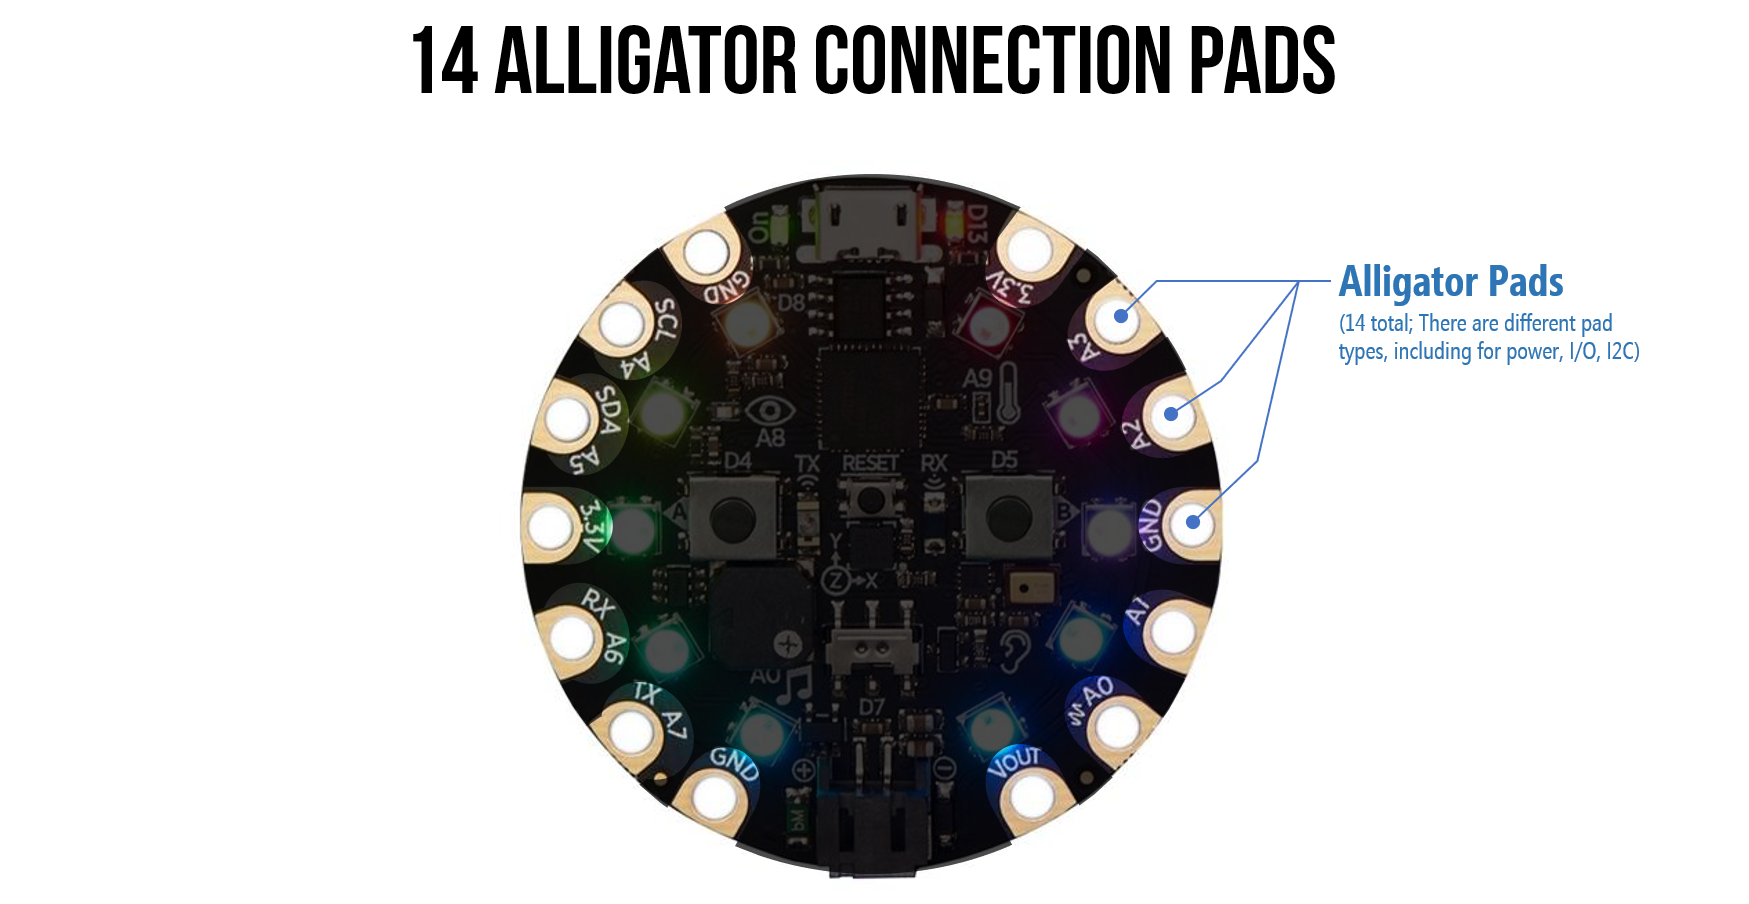 14 ALLIGATOR CONNECTION PADS
On
D13
GND
D8
3.3V
SCL
A4
A3
Alligator Pads
(14 total; There are different pad
types, including for power, I/O, I2C)
SDA
A5
A8
A9
A2
D4
TX
RESET
RX
D5
3.3V
A
B
GND
Y
Z
X
RX
A6
A1
TX
A7
A0
D7
A0
GND
VOUT